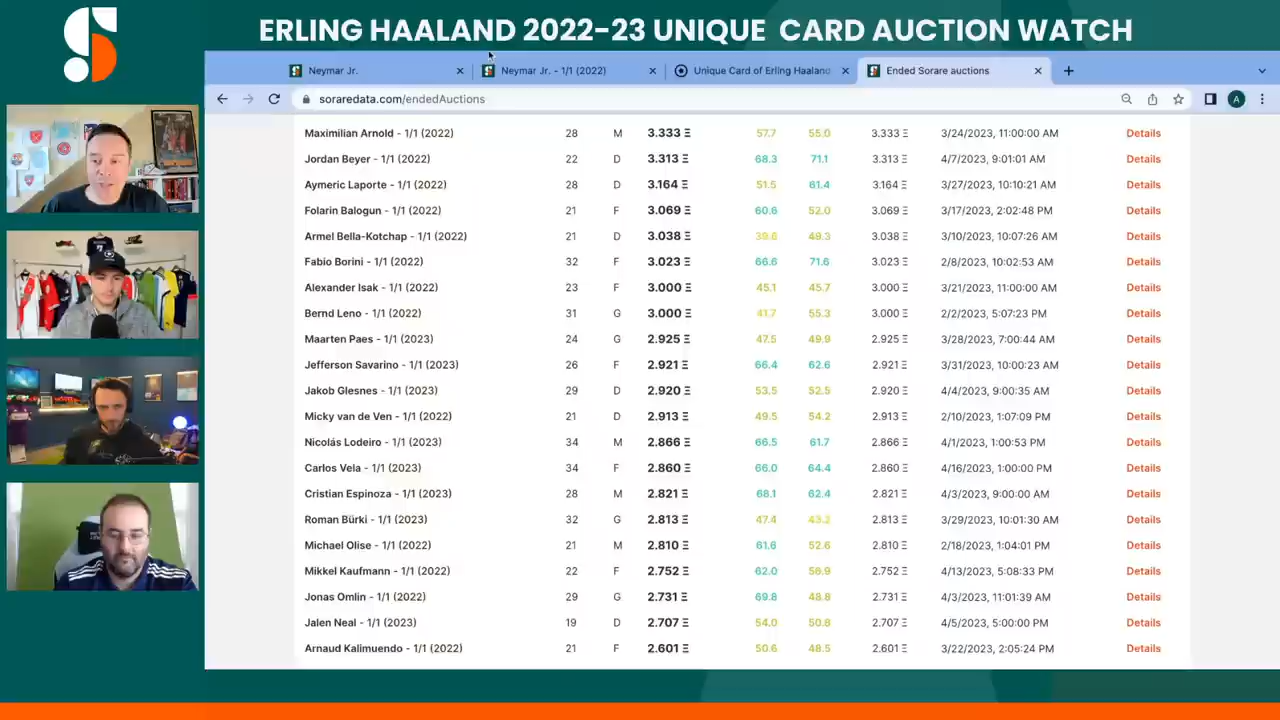 ERLING HAALAND 2022-23 UNIQUE CARD AUCTION WATCH
Neymar Jr.
Neymar Jr. - 1/1 (2022)
Unique Card of Erling Haaland
Ended Sorare auctions
soraredata.com/endedAuctions
A
Maximilian Arnold - 1/1 (2022) 28 M 3.333 Ξ 57.7 55.0 3.333 Ξ 3/24/2023, 11:00:00 AM Details
Jordan Beyer - 1/1 (2022) 22 D 3.313 Ξ 68.3 71.1 3.313 Ξ 4/7/2023, 9:01:01 AM Details
Aymeric Laporte - 1/1 (2022) 28 D 3.164 Ξ 51.5 61.4 3.164 Ξ 3/27/2023, 10:10:21 AM Details
Folarin Balogun - 1/1 (2022) 21 F 3.069 Ξ 60.6 52.0 3.069 Ξ 3/17/2023, 2:02:48 PM Details
Armel Bella-Kotchap - 1/1 (2022) 21 D 3.038 Ξ 39.6 49.3 3.038 Ξ 3/10/2023, 10:07:26 AM Details
Fabio Borini - 1/1 (2022) 32 F 3.023 Ξ 66.6 71.6 3.023 Ξ 2/8/2023, 10:02:53 AM Details
Alexander Isak - 1/1 (2022) 23 F 3.000 Ξ 45.1 45.7 3.000 Ξ 3/21/2023, 11:00:00 AM Details
Bernd Leno - 1/1 (2022) 31 G 3.000 Ξ 41.7 55.3 3.000 Ξ 2/2/2023, 5:07:23 PM Details
Maarten Paes - 1/1 (2023) 24 G 2.925 Ξ 47.5 49.9 2.925 Ξ 3/28/2023, 7:00:44 AM Details
Jefferson Savarino - 1/1 (2023) 26 F 2.921 Ξ 66.4 62.6 2.921 Ξ 3/31/2023, 10:00:23 AM Details
Jakob Glesnes - 1/1 (2023) 29 D 2.920 Ξ 53.5 52.5 2.920 Ξ 4/4/2023, 9:00:35 AM Details
Micky van de Ven - 1/1 (2022) 21 D 2.913 Ξ 49.5 54.2 2.913 Ξ 2/10/2023, 1:07:09 PM Details
Nicolás Lodeiro - 1/1 (2023) 34 M 2.866 Ξ 66.5 61.7 2.866 Ξ 4/1/2023, 1:00:53 PM Details
Carlos Vela - 1/1 (2023) 34 F 2.860 Ξ 66.0 64.4 2.860 Ξ 4/16/2023, 1:00:00 PM Details
Cristian Espinoza - 1/1 (2023) 28 M 2.821 Ξ 68.1 62.4 2.821 Ξ 4/3/2023, 9:00:00 AM Details
Roman Bürki - 1/1 (2023) 32 G 2.813 Ξ 47.4 43.2 2.813 Ξ 3/29/2023, 10:01:30 AM Details
Michael Olise - 1/1 (2022) 21 M 2.810 Ξ 61.6 52.6 2.810 Ξ 2/18/2023, 1:04:01 PM Details
Mikkel Kaufmann - 1/1 (2022) 22 F 2.752 Ξ 62.0 56.9 2.752 Ξ 4/13/2023, 5:08:33 PM Details
Jonas Omlin - 1/1 (2022) 29 G 2.731 Ξ 69.8 48.8 2.731 Ξ 4/3/2023, 11:01:39 AM Details
Jalen Neal - 1/1 (2023) 19 D 2.707 Ξ 54.0 50.8 2.707 Ξ 4/5/2023, 5:00:00 PM Details
Arnaud Kalimuendo - 1/1 (2022) 21 F 2.601 Ξ 50.6 48.5 2.601 Ξ 3/22/2023, 2:05:24 PM Details